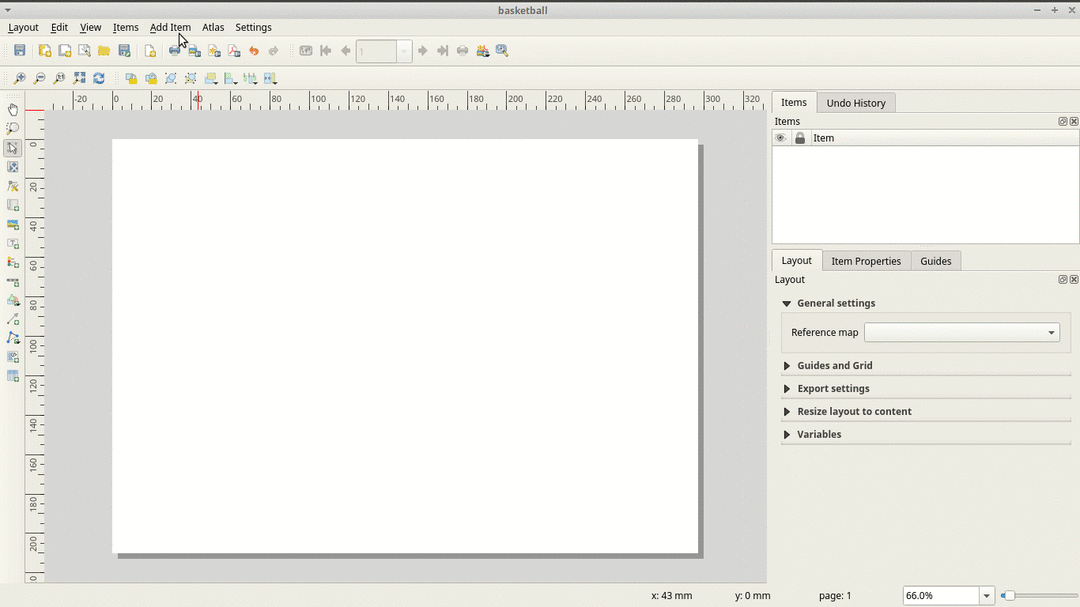 basketball
Layout Edit View Items Add Item Atlas Settings
1
-20 0 20 40 60 80 100 120 140 160 180 200 220 240 260 280 300 320
0
20
40
60
80
100
120
140
160
180
200
0
Items Undo History
Items
Item
Layout Item Properties Guides
Layout
General settings
Reference map
Guides and Grid
Export settings
Resize layout to content
Variables
x: 43 mm y: 0 mm page: 1 66.0%